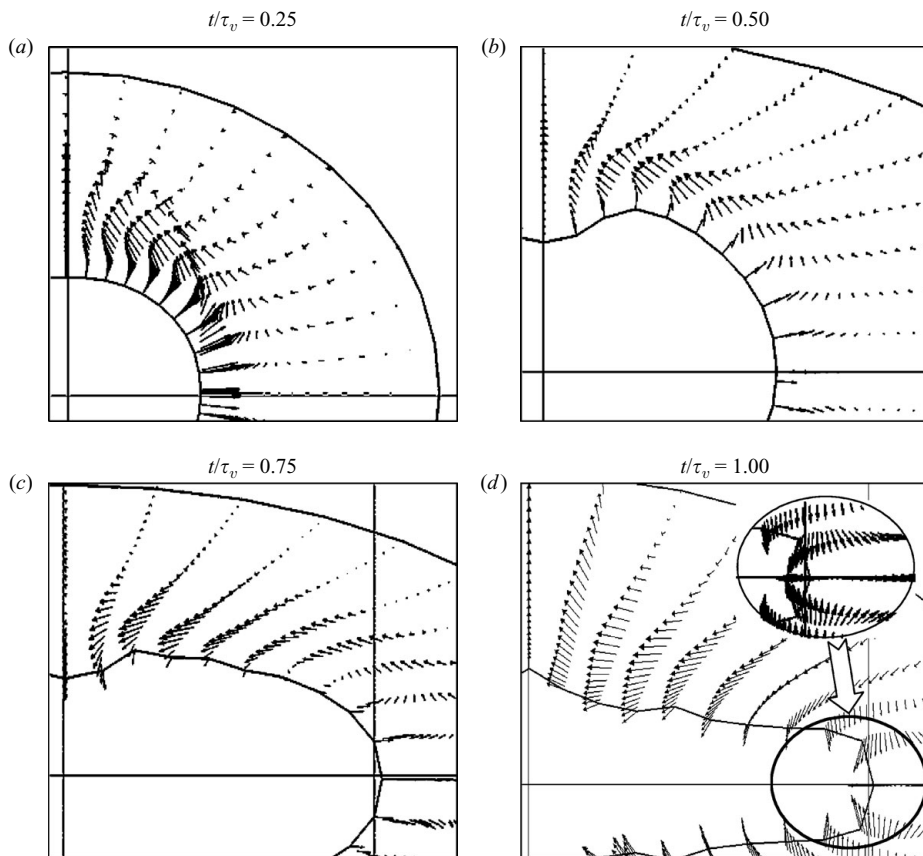 t/τᵥ = 0.25
(a)
t/τᵥ = 0.50
(b)
t/τᵥ = 0.75
(c)
t/τᵥ = 1.00
(d)